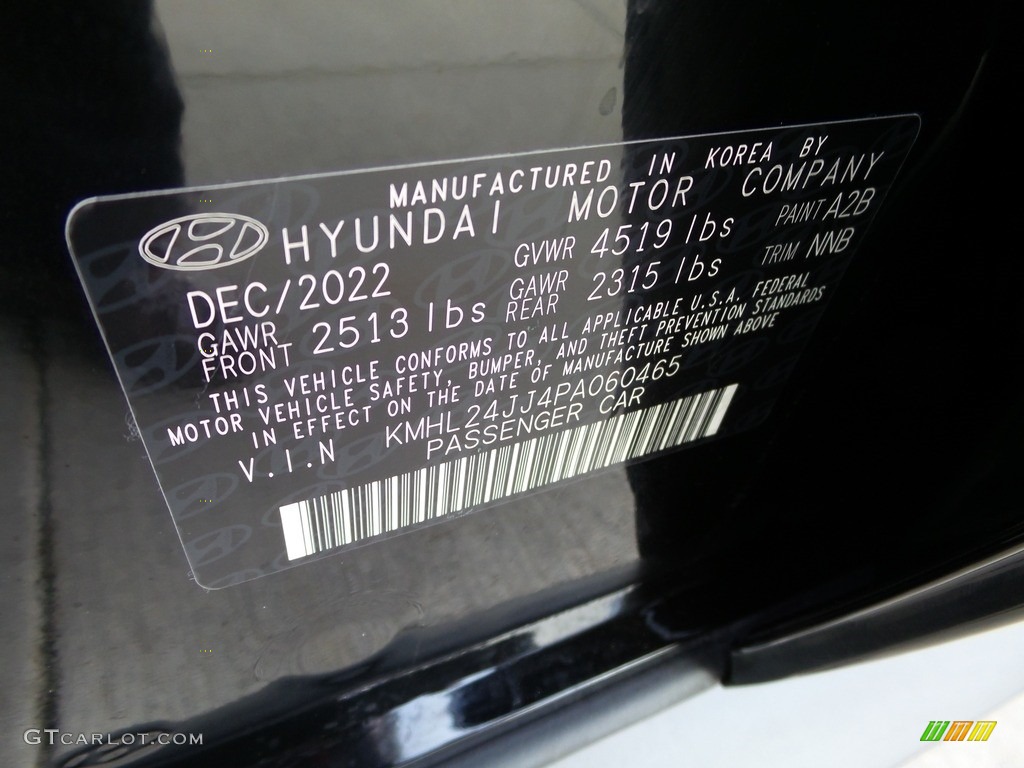 MANUFACTURED IN KOREA BY
HYUNDAI MOTOR COMPANY
DEC/2022 GVWR 4519 lbs PAINT A2B
GAWR FRONT 2513 lbs GAWR REAR 2315 lbs TRIM NNB
THIS VEHICLE CONFORMS TO ALL APPLICABLE U.S.A. FEDERAL
MOTOR VEHICLE SAFETY, BUMPER, AND THEFT PREVENTION STANDARDS
IN EFFECT ON THE DATE OF MANUFACTURE SHOWN ABOVE
V.I.N KMHL24JJ4PA060465
PASSENGER CAR
GTCARLOT.COM